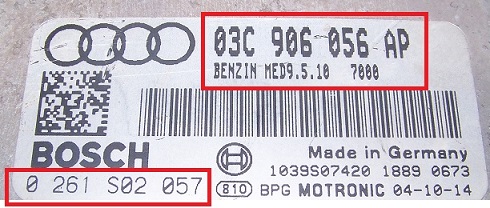 03C 906 056 AP
BENZIN MED9.5.10 7000
BOSCH
Made in Germany
1039S07420 1889 0673
0 261 S02 057
810 BPG MOTRONIC 04-10-14